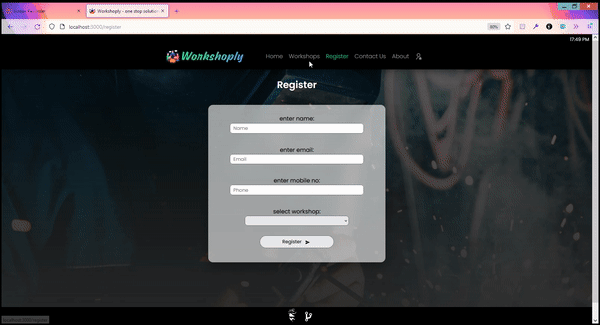 Workshoply - one stop solution
localhost:3000/register
80%
17:49 PM
Workshoply
Home Workshops Register Contact Us About
Register
enter name:
Name
enter email:
Email
enter mobile no:
Phone
select workshop:
Register